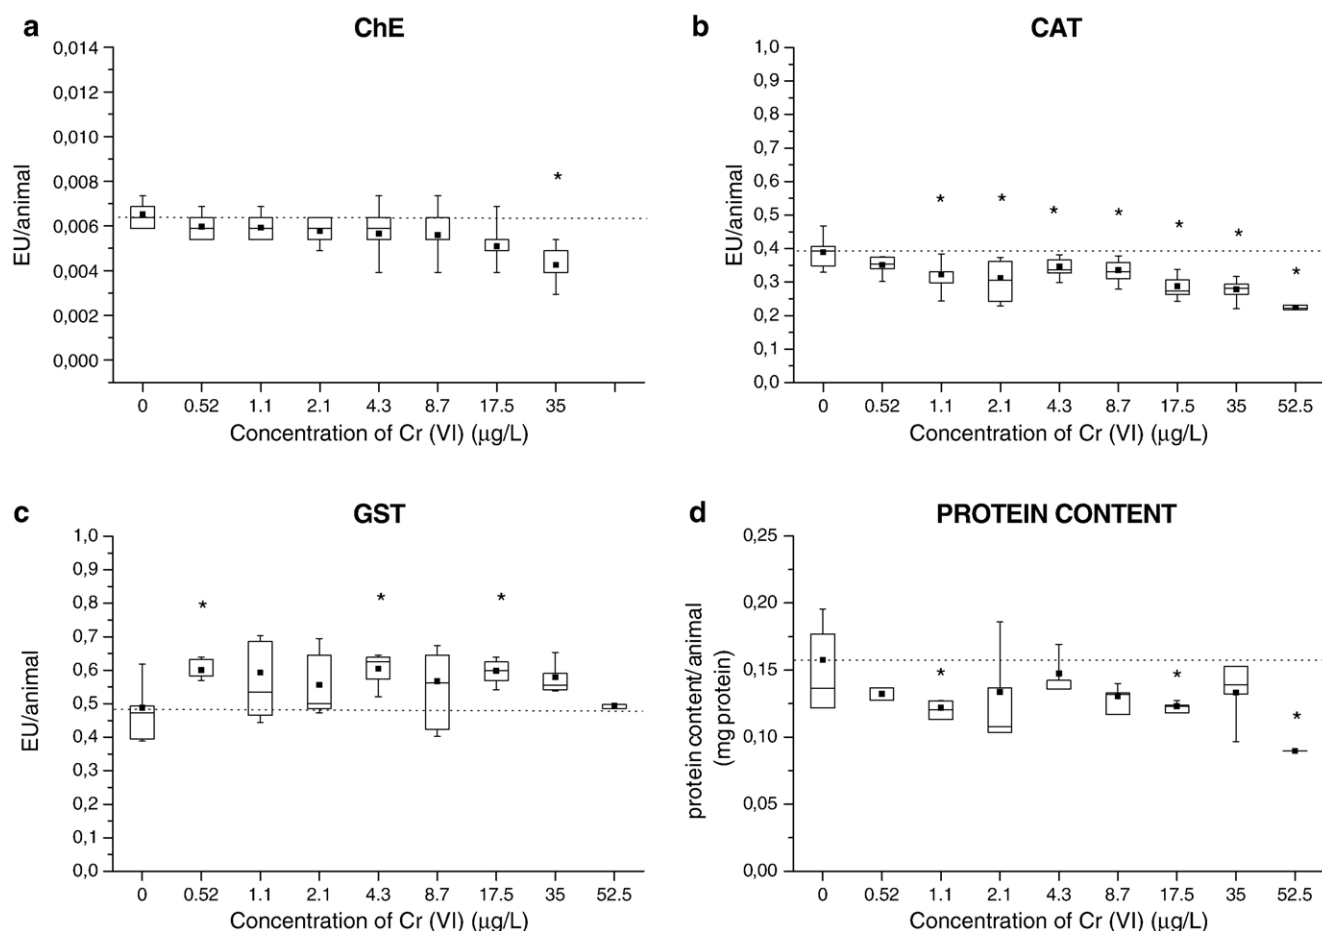 a ChE
0,014
0,012
0,010
0,008
0,006
0,004
0,002
0,000
EU/animal
*
0 0.52 1.1 2.1 4.3 8.7 17.5 35
Concentration of Cr (VI) (μg/L)
b CAT
1,0
0,9
0,8
0,7
0,6
0,5
0,4
0,3
0,2
0,1
0,0
EU/animal
* * * * * * *
0 0.52 1.1 2.1 4.3 8.7 17.5 35 52.5
Concentration of Cr (VI) (μg/L)
c GST
1,0
0,9
0,8
0,7
0,6
0,5
0,4
0,3
0,2
0,1
0,0
EU/animal
* * *
0 0.52 1.1 2.1 4.3 8.7 17.5 35 52.5
Concentration of Cr (VI) (μg/L)
d PROTEIN CONTENT
0,25
0,20
0,15
0,10
0,05
0,00
protein content/animal
(mg protein)
* * *
0 0.52 1.1 2.1 4.3 8.7 17.5 35 52.5
Concentration of Cr (VI) (μg/L)